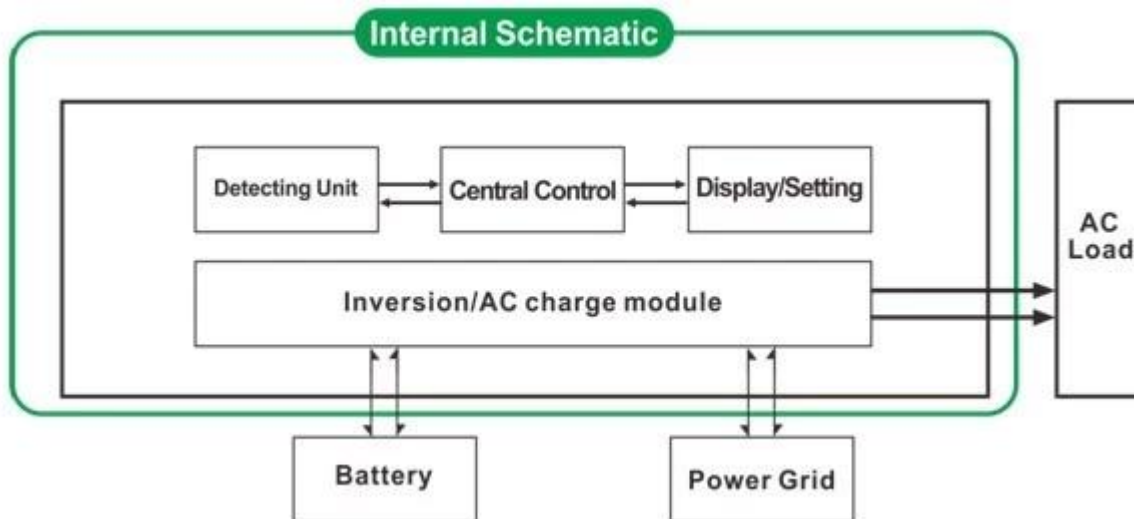 Internal Schematic
Detecting Unit
Central Control
Display/Setting
AC
Load
Inversion/AC charge module
Battery
Power Grid